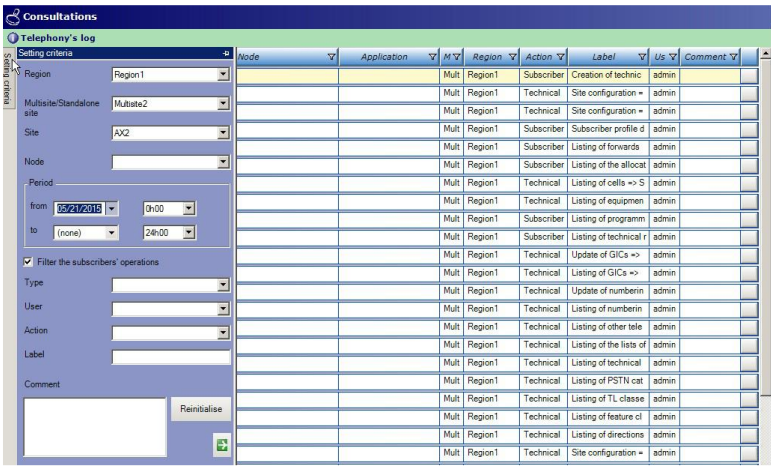 Consultations
Telephony's log
Setting criteria
Setting criteria
Region Region1
Multisite/Standalone site Multisite2
Site AX2
Node
Period
from 05/21/2015 0h00
to (none) 24h00
Filter the subscribers' operations
Type
User
Action
Label
Comment
Reinitialise
Node Application M Region Action Label Us Comment
Mult Region1 Subscriber Creation of technic admin
Mult Region1 Technical Site configuration = admin
Mult Region1 Technical Site configuration = admin
Mult Region1 Subscriber Subscriber profile d admin
Mult Region1 Subscriber Listing of forwards admin
Mult Region1 Subscriber Listing of the allocat admin
Mult Region1 Technical Listing of cells => S admin
Mult Region1 Technical Listing of equipmen admin
Mult Region1 Subscriber Listing of programm admin
Mult Region1 Subscriber Listing of technical r admin
Mult Region1 Technical Update of GICs => admin
Mult Region1 Technical Listing of GICs => admin
Mult Region1 Technical Update of numberin admin
Mult Region1 Technical Listing of numberin admin
Mult Region1 Technical Listing of other tele admin
Mult Region1 Technical Listing of the lists of admin
Mult Region1 Technical Listing of technical admin
Mult Region1 Technical Listing of PSTN cat admin
Mult Region1 Technical Listing of TL classe admin
Mult Region1 Technical Listing of feature cl admin
Mult Region1 Technical Listing of directions admin
Mult Region1 Technical Site configuration = admin